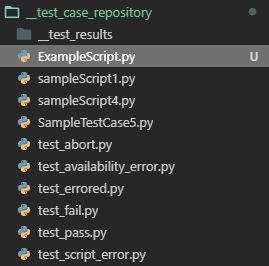 __test_case_repository
__test_results
ExampleScript.py U
sampleScript1.py
sampleScript4.py
SampleTestCase5.py
test_abort.py
test_availability_error.py
test_errored.py
test_fail.py
test_pass.py
test_script_error.py